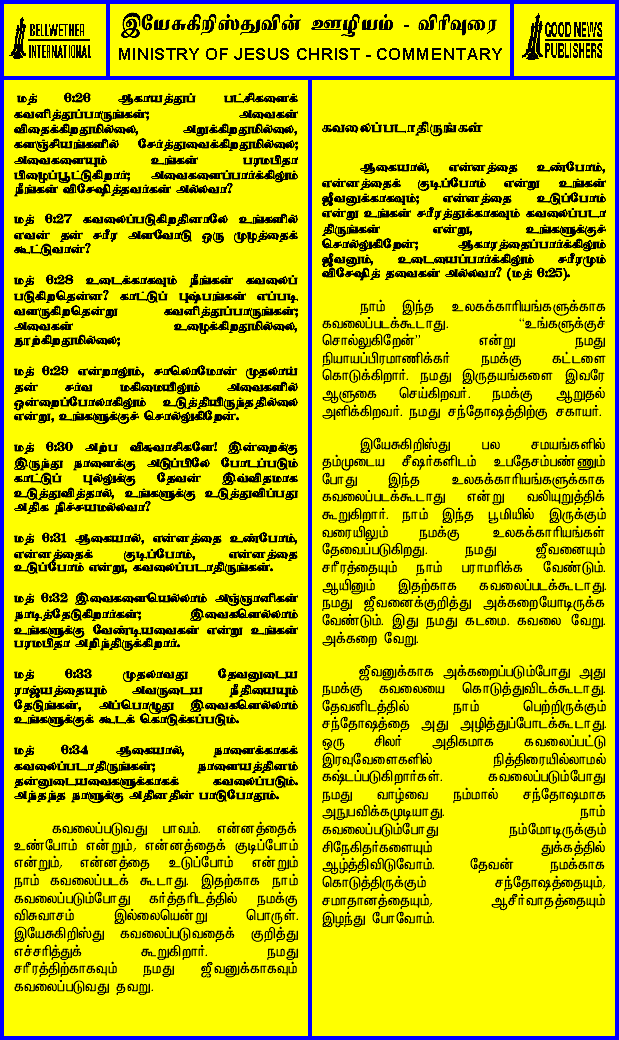 BELLWETHER
INTERNATIONAL
இயேசுகிறிஸ்துவின் ஊழியம் - விரிவுரை
MINISTRY OF JESUS CHRIST - COMMENTARY
GOOD NEWS
PUBLISHERS
மத் 6:26 ஆகாயத்துப் பட்சிகளைக்
கவனித்துப்பாருங்கள்; அவைகள்
விதைக்கிறதுமில்லை, அறுக்கிறதுமில்லை,
களஞ்சியங்களில் சேர்த்துவைக்கிறதுமில்லை;
அவைகளையும் உங்கள் பரமபிதா
பிழைப்பூட்டுகிறார்; அவைகளைப்பார்க்கிலும்
நீங்கள் விசேஷித்தவர்கள் அல்லவா?
மத் 6:27 கவலைப்படுகிறதினாலே உங்களில்
எவன் தன் சரீர அளவோடு ஒரு முழத்தைக்
கூட்டுவான்?
மத் 6:28 உடைக்காகவும் நீங்கள் கவலைப்
படுகிறதென்ன? காட்டுப் புஷ்பங்கள் எப்படி
வளருகிறதென்று கவனித்துப்பாருங்கள்;
அவைகள் உழைக்கிறதுமில்லை,
நூற்கிறதுமில்லை;
மத் 6:29 என்றாலும், சாலொமோன் முதலாய்
தன் சர்வ மகிமையிலும் அவைகளில்
ஒன்றைப்போலாகிலும் உடுத்தியிருந்ததில்லை
என்று, உங்களுக்குச் சொல்லுகிறேன்.
மத் 6:30 அற்ப விசுவாசிகளே! இன்றைக்கு
இருந்து நாளைக்கு அடுப்பிலே போடப்படும்
காட்டுப் புல்லுக்கு தேவன் இவ்விதமாக
உடுத்துவித்தால், உங்களுக்கு உடுத்துவிப்பது
அதிக நிச்சயமல்லவா?
மத் 6:31 ஆகையால், என்னத்தை உண்போம்,
என்னத்தைக் குடிப்போம், என்னத்தை
உடுப்போம் என்று, கவலைப்படாதிருங்கள்.
மத் 6:32 இவைகளையெல்லாம் அஞ்ஞானிகள்
நாடித்தேடுகிறார்கள்; இவைகளெல்லாம்
உங்களுக்கு வேண்டியவைகள் என்று உங்கள்
பரமபிதா அறிந்திருக்கிறார்.
மத் 6:33 முதலாவது தேவனுடைய
ராஜ்யத்தையும் அவருடைய நீதியையும்
தேடுங்கள், அப்பொழுது இவைகளெல்லாம்
உங்களுக்குக் கூடக் கொடுக்கப்படும்.
மத் 6:34 ஆகையால், நாளைக்காகக்
கவலைப்படாதிருங்கள்; நாளையத்தினம்
தன்னுடையவைகளுக்காகக் கவலைப்படும்.
அந்தந்த நாளுக்கு அதினதின் பாடுபோதும்.
கவலைப்படுவது பாவம். என்னத்தைக்
உண்போம் என்றும், என்னத்தைக் குடிப்போம்
என்றும், என்னத்தை உடுப்போம் என்றும்
நாம் கவலைப்படக் கூடாது. இதற்காக நாம்
கவலைப்படும்போது கர்த்தரிடத்தில் நமக்கு
விசுவாசம் இல்லையென்று பொருள்.
இயேசுகிறிஸ்து கவலைப்படுவதைக் குறித்து
எச்சரித்துக் கூறுகிறார். நமது
சரீரத்திற்காகவும் நமது ஜீவனுக்காகவும்
கவலைப்படுவது தவறு.
கவலைப்படாதிருங்கள்
ஆகையால், என்னத்தை உண்போம்,
என்னத்தைக் குடிப்போம் என்று உங்கள்
ஜீவனுக்காகவும்; என்னத்தை உடுப்போம்
என்று உங்கள் சரீரத்துக்காகவும் கவலைப்படா
திருங்கள் என்று, உங்களுக்குச்
சொல்லுகிறேன்; ஆகாரத்தைப்பார்க்கிலும்
ஜீவனும், உடையைப்பார்க்கிலும் சரீரமும்
விசேஷித் தவைகள் அல்லவா? (மத் 6:25).
நாம் இந்த உலகக்காரியங்களுக்காக
கவலைப்படக்கூடாது. “உங்களுக்குச்
சொல்லுகிறேன்” என்று நமது
நியாயப்பிரமாணிக்கர் நமக்கு கட்டளை
கொடுக்கிறார். நமது இருதயங்களை இவரே
ஆளுகை செய்கிறவர். நமக்கு ஆறுதல்
அளிக்கிறவர். நமது சந்தோஷத்திற்கு சகாயர்.
இயேசுகிறிஸ்து பல சமயங்களில்
தம்முடைய சீஷர்களிடம் உபதேசம்பண்ணும்
போது இந்த உலகக்காரியங்களுக்காக
கவலைப்படக்கூடாது என்று வலியுறுத்திக்
கூறுகிறார். நாம் இந்த பூமியில் இருக்கும்
வரையிலும் நமக்கு உலகக்காரியங்கள்
தேவைப்படுகிறது. நமது ஜீவனையும்
சரீரத்தையும் நாம் பராமரிக்க வேண்டும்.
ஆயினும் இதற்காக கவலைப்படக்கூடாது.
நமது ஜீவனைக்குறித்து அக்கறையோடிருக்க
வேண்டும். இது நமது கடமை. கவலை வேறு.
அக்கறை வேறு.
ஜீவனுக்காக அக்கறைப்படும்போது அது
நமக்கு கவலையை கொடுத்துவிடக்கூடாது.
தேவனிடத்தில் நாம் பெற்றிருக்கும்
சந்தோஷத்தை அது அழித்துப்போடக்கூடாது.
ஒரு சிலர் அதிகமாக கவலைப்பட்டு
இரவுவேளைகளில் நித்திரையில்லாமல்
கஷ்டப்படுகிறார்கள். கவலைப்படும்போது
நமது வாழ்வை நம்மால் சந்தோஷமாக
அநுபவிக்கமுடியாது. நாம்
கவலைப்படும்போது நம்மோடிருக்கும்
சிநேகிதர்களையும் துக்கத்தில்
ஆழ்த்திவிடுவோம். தேவன் நமக்காக
கொடுத்திருக்கும் சந்தோஷத்தையும்,
சமாதானத்தையும், ஆசீர்வாதத்தையும்
இழந்து போவோம்.